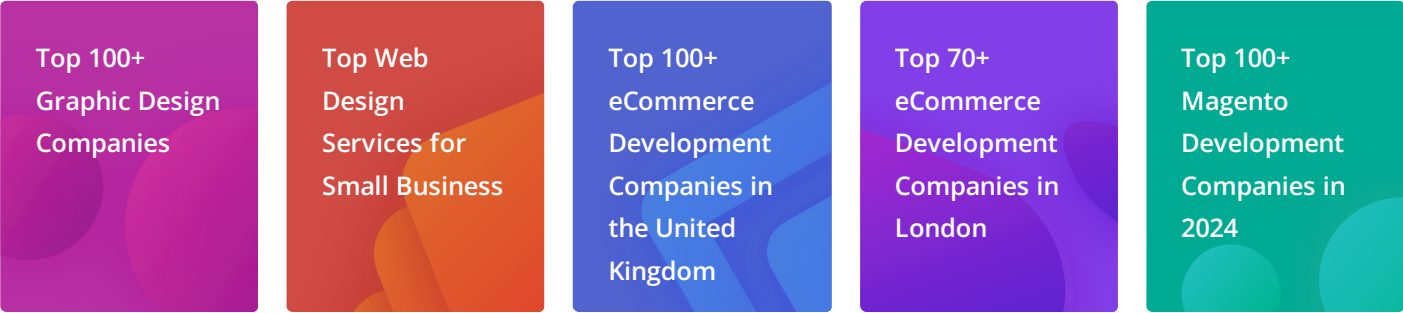 Top 100+
Graphic Design
Companies
Top Web
Design
Services for
Small Business
Top 100+
eCommerce
Development
Companies in
the United
Kingdom
Top 70+
eCommerce
Development
Companies in
London
Top 100+
Magento
Development
Companies in
2024